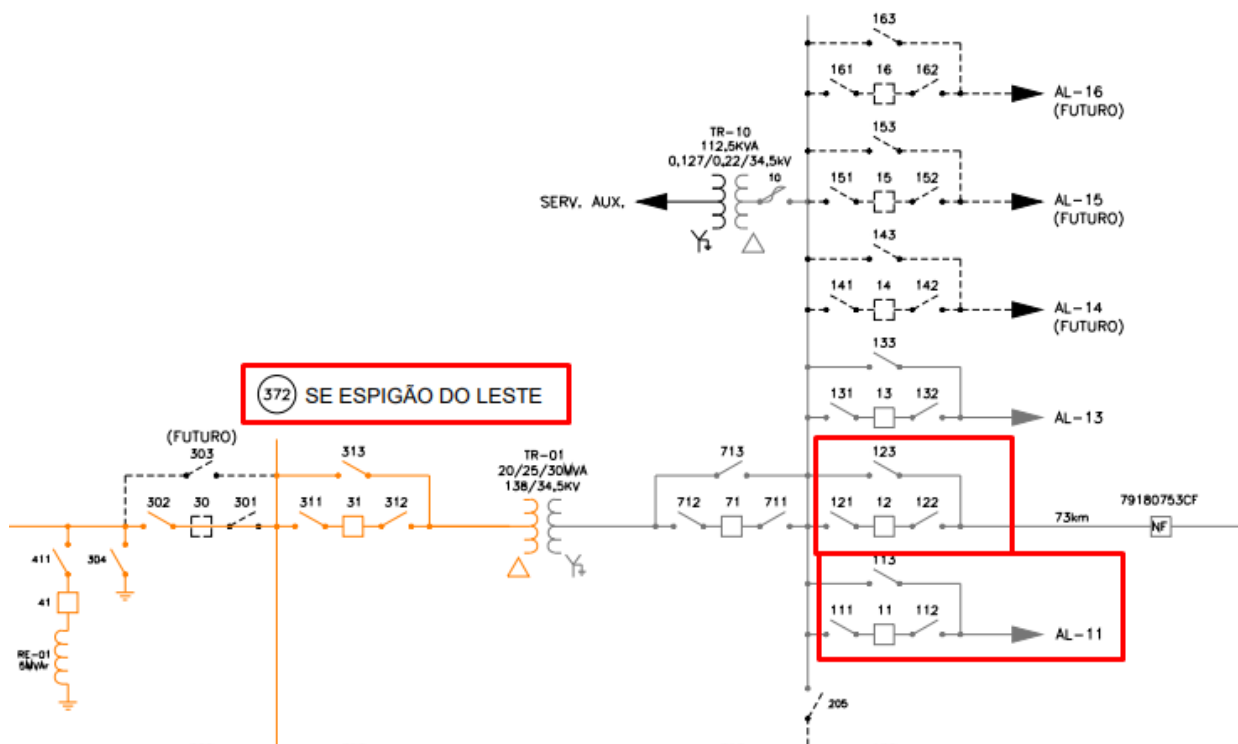 163
161
16
162
AL-16
(FUTURO)
TR-10
112,5KVA
0,127/0,22/34,5kV
10
SERV. AUX.
153
151
15
152
AL-15
(FUTURO)
143
141
14
142
AL-14
(FUTURO)
133
131
13
132
AL-13
372 SE ESPIGÃO DO LESTE
(FUTURO)
303
302
30
301
313
311
31
312
TR-01
20/25/30MVA
138/34,5KV
713
712
71
711
123
121
12
122
73km
79180753CF
NF
411
304
41
RE-01
5MVAr
113
111
11
112
AL-11
205